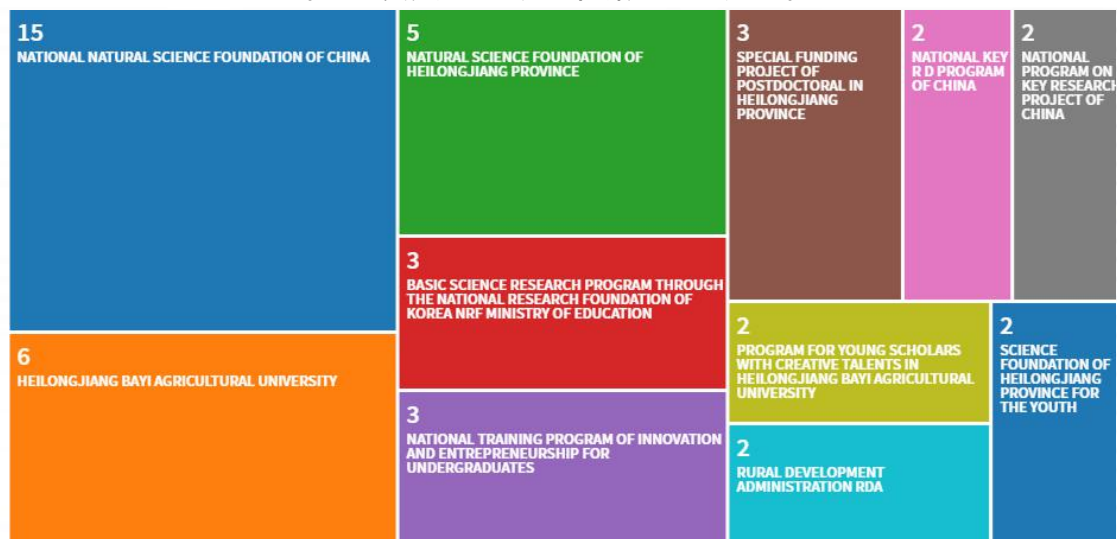 15
NATIONAL NATURAL SCIENCE FOUNDATION OF CHINA
6
HEILONGJIANG BAYI AGRICULTURAL UNIVERSITY
5
NATURAL SCIENCE FOUNDATION OF
HEILONGJIANG PROVINCE
3
BASIC SCIENCE RESEARCH PROGRAM THROUGH
THE NATIONAL RESEARCH FOUNDATION OF
KOREA NRF MINISTRY OF EDUCATION
3
NATIONAL TRAINING PROGRAM OF INNOVATION
AND ENTREPRENEURSHIP FOR
UNDERGRADUATES
3
SPECIAL FUNDING
PROJECT OF
POSTDOCTORAL IN
HEILONGJIANG
PROVINCE
2
NATIONAL KEY
R D PROGRAM
OF CHINA
2
NATIONAL
PROGRAM ON
KEY RESEARCH
PROJECT OF
CHINA
2
PROGRAM FOR YOUNG SCHOLARS
WITH CREATIVE TALENTS IN
HEILONGJIANG BAYI AGRICULTURAL
UNIVERSITY
2
RURAL DEVELOPMENT
ADMINISTRATION RDA
2
SCIENCE
FOUNDATION OF
HEILONGJIANG
PROVINCE FOR
THE YOUTH